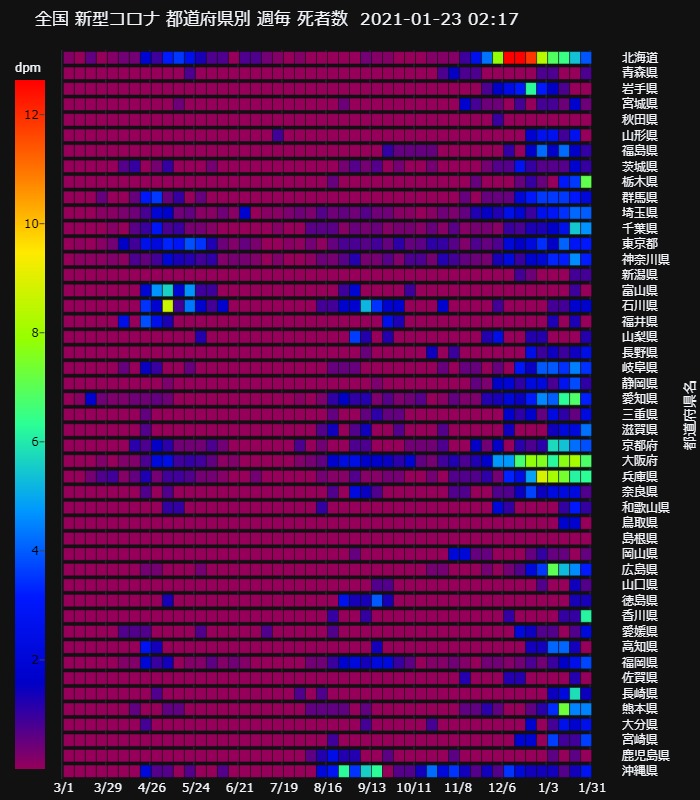 全国 新型コロナ 都道府県別 週毎 死者数 2021-01-23 02:17
dpm
12
10
8
6
4
2
北海道
青森県
岩手県
宮城県
秋田県
山形県
福島県
茨城県
栃木県
群馬県
埼玉県
千葉県
東京都
神奈川県
新潟県
富山県
石川県
福井県
山梨県
長野県
岐阜県
静岡県
愛知県
三重県
滋賀県
京都府
大阪府
兵庫県
奈良県
和歌山県
鳥取県
島根県
岡山県
広島県
山口県
徳島県
香川県
愛媛県
高知県
福岡県
佐賀県
長崎県
熊本県
大分県
宮崎県
鹿児島県
沖縄県
都道府県名
3/1 3/29 4/26 5/24 6/21 7/19 8/16 9/13 10/11 11/8 12/6 1/3 1/31